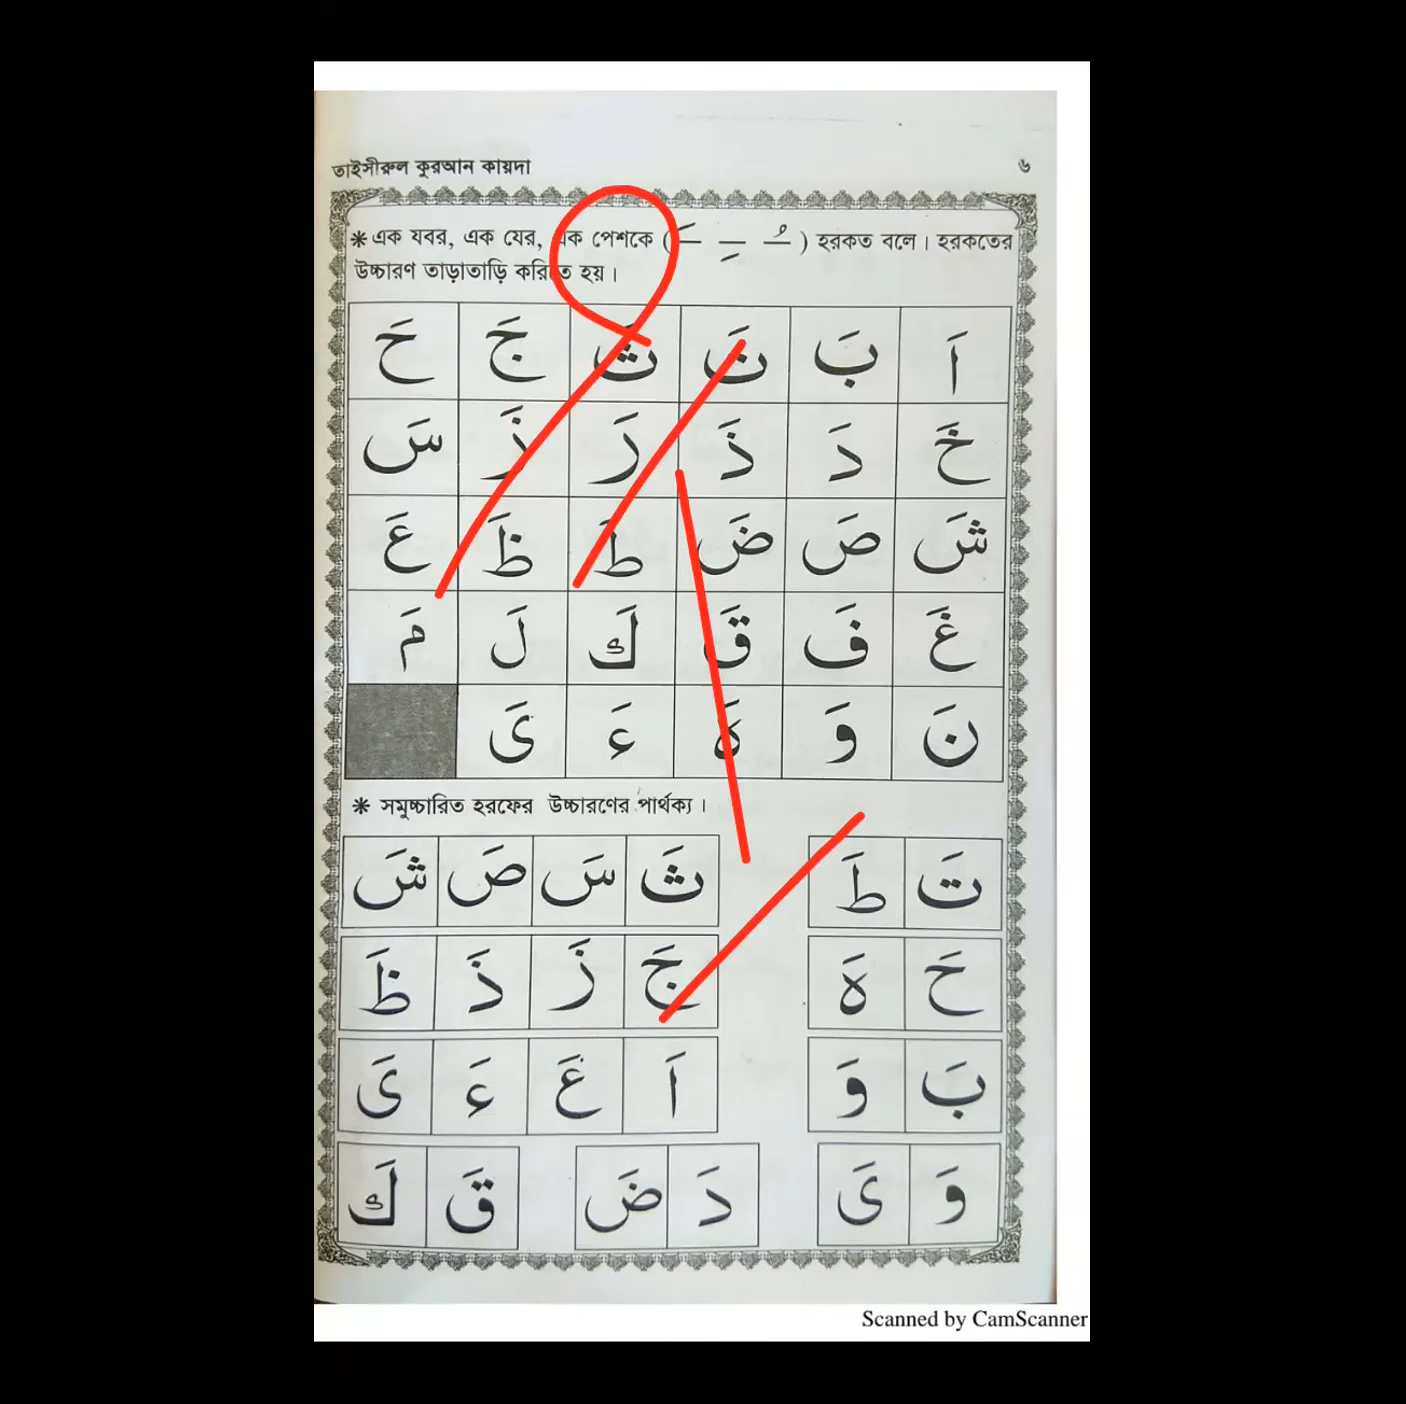 তাইসীরুল কুরআন কায়দা ৬
* এক যবর, এক যের, এক পেশকে ( ـَ ـِ ـُ ) হরকত বলে। হরকতের
উচ্চারণ তাড়াতাড়ি করিতে হয়।
اَ بَ تَ ثَ جَ حَ
خَ دَ ذَ رَ زَ سَ
شَ صَ ضَ طَ ظَ عَ
غَ فَ قَ كَ لَ مَ
نَ وَ هَ ءَ ىَ
* সমুচ্চারিত হরফের উচ্চারণের পার্থক্য।
تَ طَ ثَ سَ صَ شَ
حَ هَ جَ زَ ذَ ظَ
بَ وَ اَ عَ ءَ ىَ
وَ ىَ دَ ضَ قَ كَ
Scanned by CamScanner